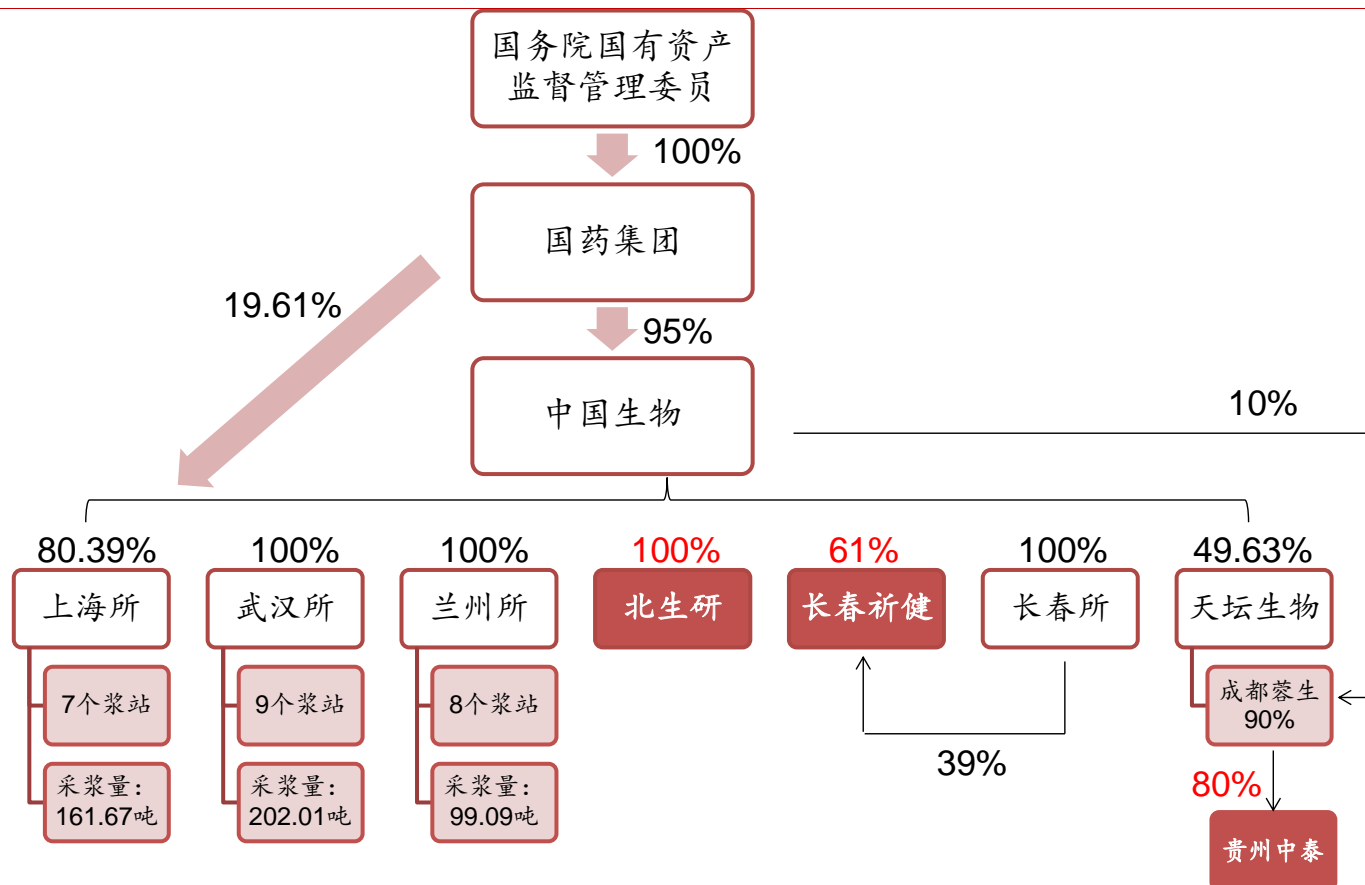 国务院国有资产
监督管理委员
100%
国药集团
19.61%
95%
中国生物
10%
80.39%
100%
100%
100%
61%
100%
49.63%
上海所
武汉所
兰州所
北生研
长春祈健
长春所
天坛生物
7个浆站
9个浆站
8个浆站
成都蓉生
90%
39%
采浆量：
161.67吨
采浆量：
202.01吨
采浆量：
99.09吨
80%
贵州中泰